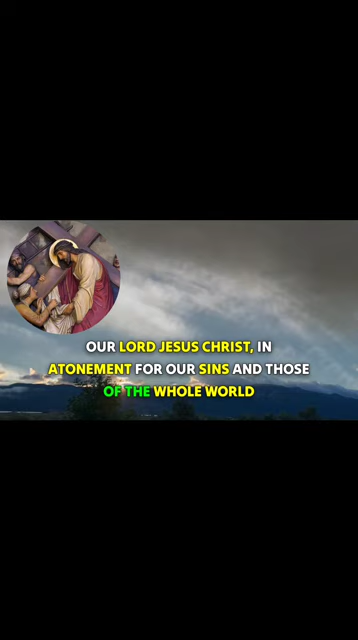 OUR LORD JESUS CHRIST, IN
ATONEMENT FOR OUR SINS AND THOSE
OF THE WHOLE WORLD